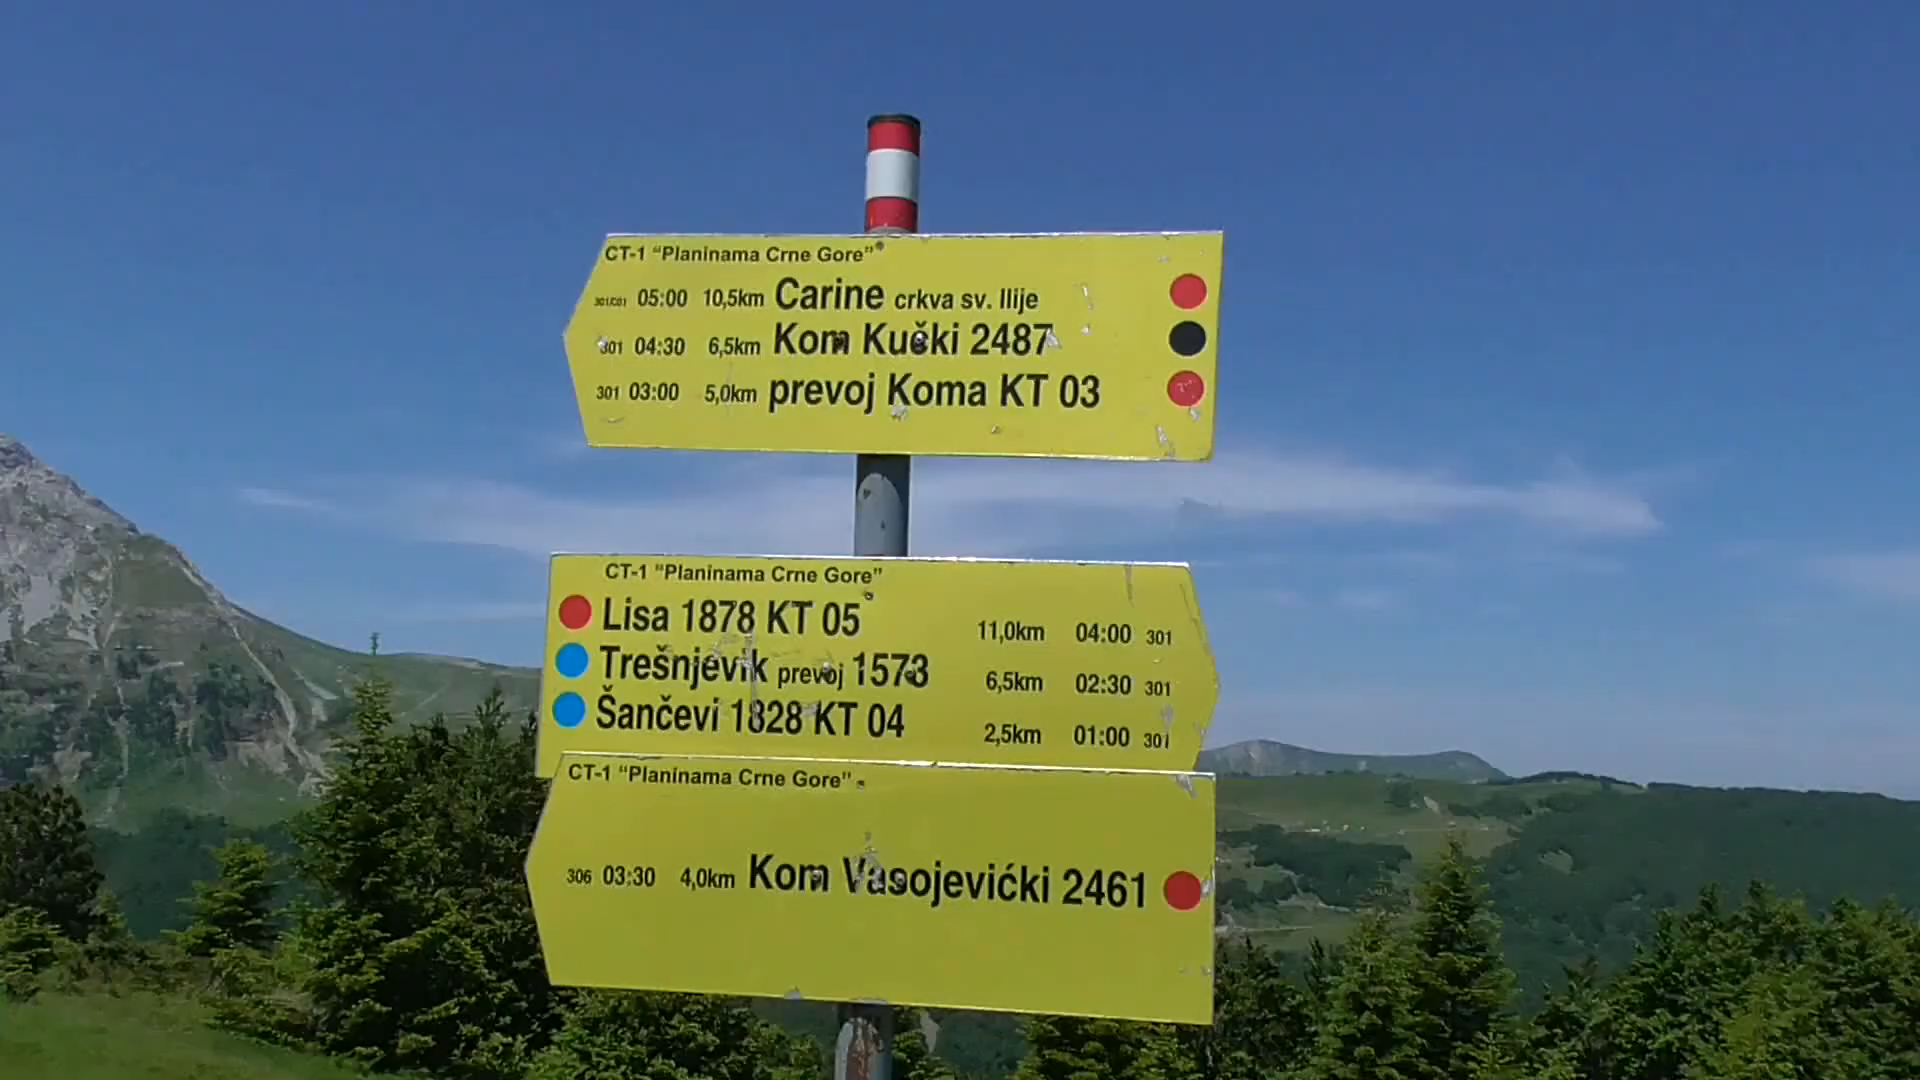 CT-1 “Planinama Crne Gore”
05:00 10,5km Carine crkva sv. Ilije
301 04:30 6,5km Kom Kučki 2487
301 03:00 5,0km prevoj Koma KT 03
CT-1 “Planinama Crne Gore”
Lisa 1878 KT 05 11,0km 04:00 301
Trešnjevik prevoj 1573 6,5km 02:30 301
Šančevi 1828 KT 04 2,5km 01:00 301
CT-1 “Planinama Crne Gore”
306 03:30 4,0km Kom Vasojevićki 2461